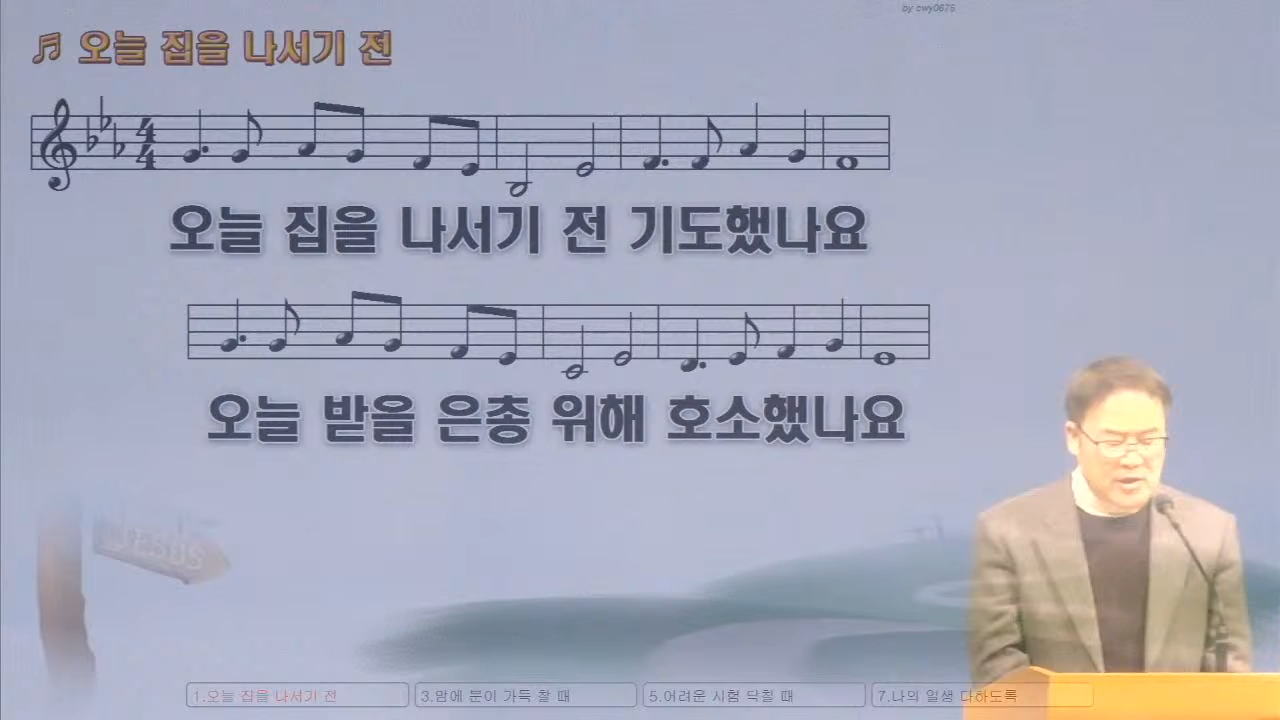 by cwy0675
♬ 오늘 집을 나서기 전
4
4
오늘 집을 나서기 전 기도했나요
오늘 받을 은총 위해 호소했나요
JESUS
1.오늘 집을 나서기 전
3.맘에 분이 가득 찰 때
5.어려운 시험 닥칠 때
7.나의 일생 다하도록